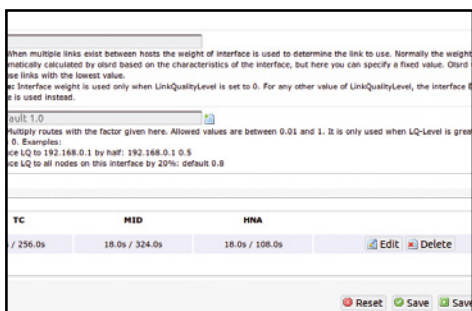 When multiple links exist between hosts the weight of interface is used to determine the link to use. Normally the weight
matically calculated by olsrd based on the characteristics of the interface, but here you can specify a fixed value. Olsrd
se links with the lowest value.
e: Interface weight is used only when LinkQualityLevel is set to 0. For any other value of LinkQualityLevel, the interface E
e is used instead.
ault 1.0
Multiply routes with the factor given here. Allowed values are between 0.01 and 1. It is only used when LQ-Level is grea
0. Examples:
ce LQ to 192.168.0.1 by half: 192.168.0.1 0.5
ce LQ to all nodes on this interface by 20%: default 0.8
TC MID HNA
/ 256.0s 18.0s / 324.0s 18.0s / 108.0s Edit Delete
Reset Save Save